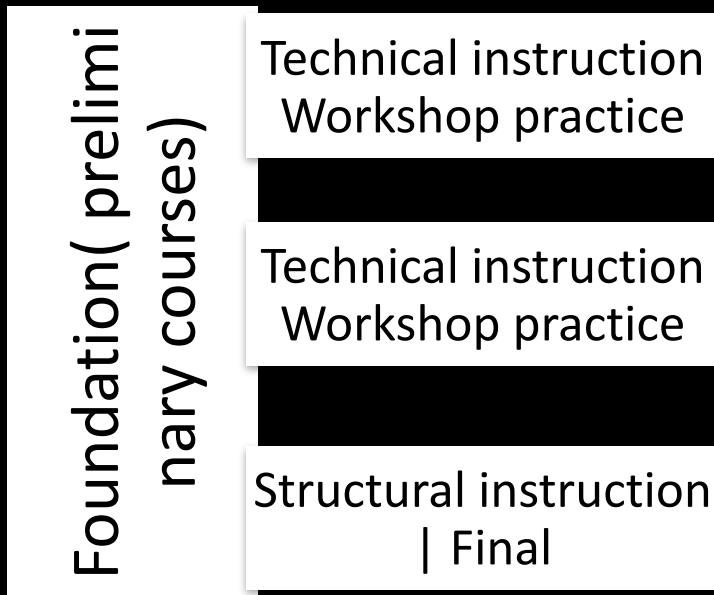 Foundation( prelimi
nary courses)
Technical instruction
Workshop practice
Technical instruction
Workshop practice
Structural instruction
| Final